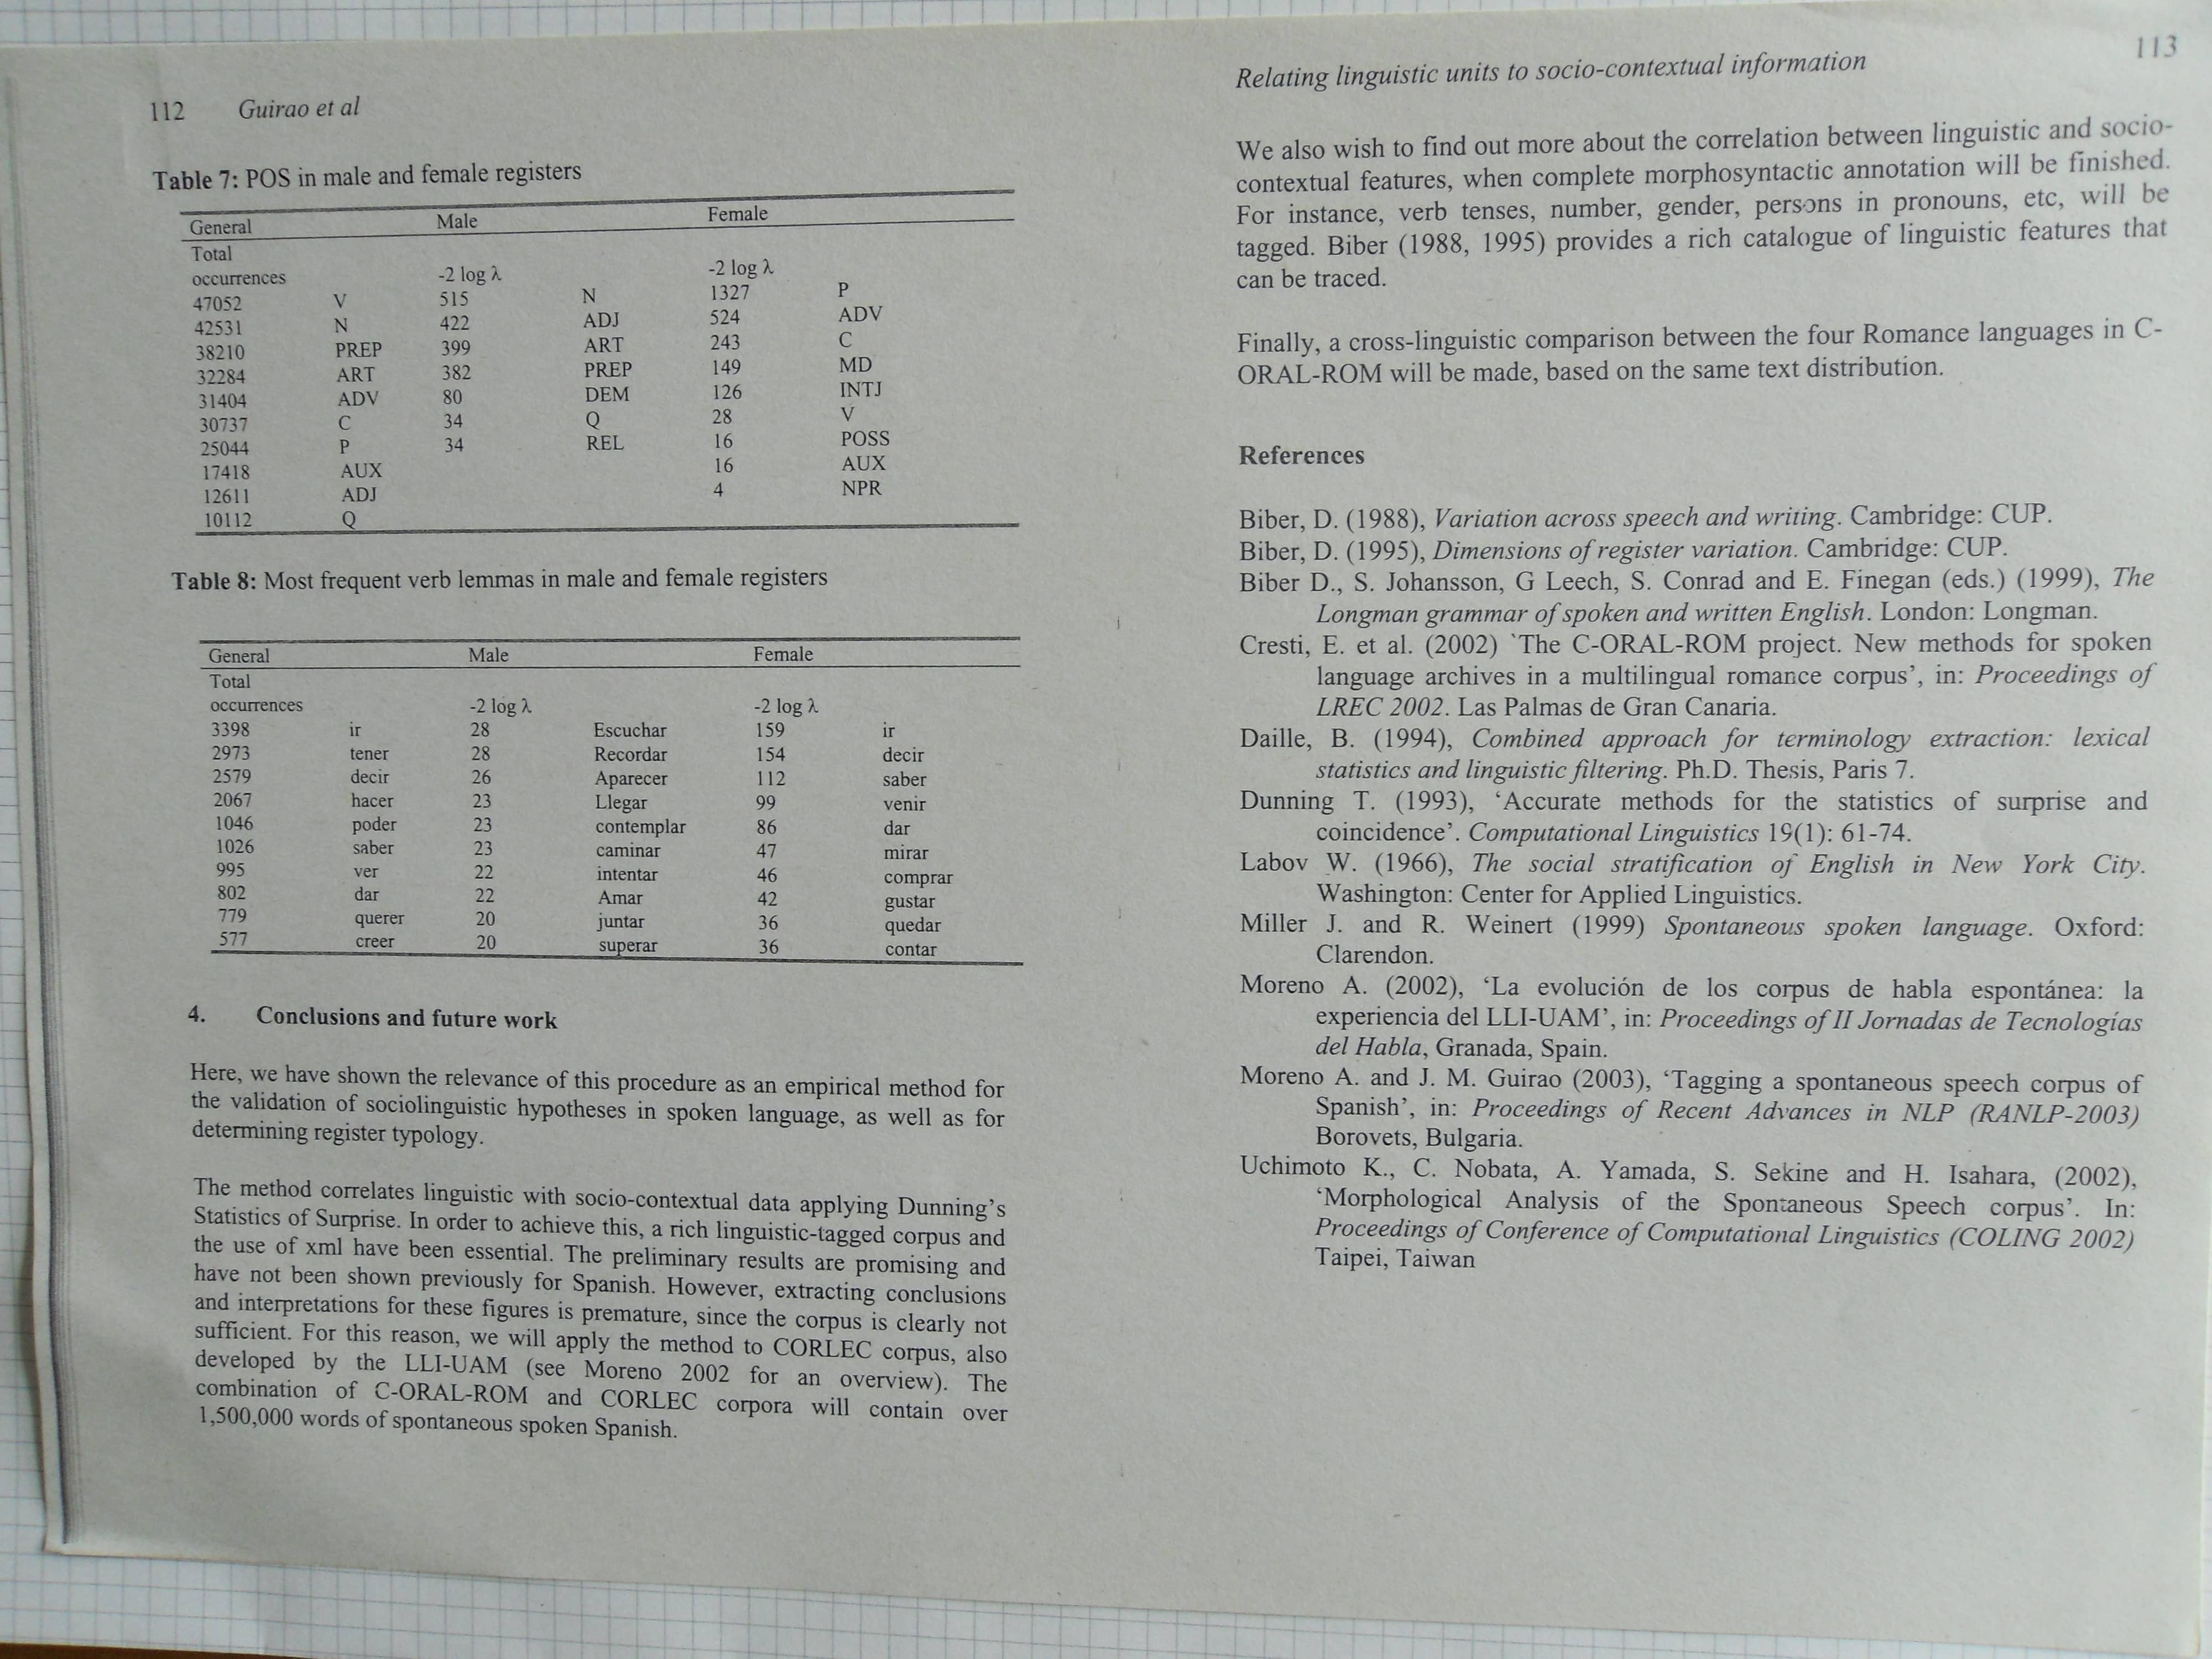 112 Guirao et al
Table 7: POS in male and female registers
General Male Female
Total
occurrences -2 log λ -2 log λ
47052 V 515 N 1327 P
42531 N 422 ADJ 524 ADV
38210 PREP 399 ART 243 C
32284 ART 382 PREP 149 MD
31404 ADV 80 DEM 126 INTJ
30737 C 34 Q 28 V
25044 P 34 REL 16 POSS
17418 AUX 16 AUX
12611 ADJ 4 NPR
10112 Q
Table 8: Most frequent verb lemmas in male and female registers
General Male Female
Total
occurrences -2 log λ -2 log λ
3398 ir 28 Escuchar 159 ir
2973 tener 28 Recordar 154 decir
2579 decir 26 Aparecer 112 saber
2067 hacer 23 Llegar 99 venir
1046 poder 23 contemplar 86 dar
1026 saber 23 caminar 47 mirar
995 ver 22 intentar 46 comprar
802 dar 22 Amar 42 gustar
779 querer 20 juntar 36 quedar
577 creer 20 superar 36 contar
4. Conclusions and future work
Here, we have shown the relevance of this procedure as an empirical method for
the validation of sociolinguistic hypotheses in spoken language, as well as for
determining register typology.
The method correlates linguistic with socio-contextual data applying Dunning's
Statistics of Surprise. In order to achieve this, a rich linguistic-tagged corpus and
the use of xml have been essential. The preliminary results are promising and
have not been shown previously for Spanish. However, extracting conclusions
and interpretations for these figures is premature, since the corpus is clearly not
sufficient. For this reason, we will apply the method to CORLEC corpus, also
developed by the LLI-UAM (see Moreno 2002 for an overview). The
combination of C-ORAL-ROM and CORLEC corpora will contain over
1,500,000 words of spontaneous spoken Spanish.
Relating linguistic units to socio-contextual information 113
We also wish to find out more about the correlation between linguistic and socio-
contextual features, when complete morphosyntactic annotation will be finished.
For instance, verb tenses, number, gender, persons in pronouns, etc, will be
tagged. Biber (1988, 1995) provides a rich catalogue of linguistic features that
can be traced.
Finally, a cross-linguistic comparison between the four Romance languages in C-
ORAL-ROM will be made, based on the same text distribution.
References
Biber, D. (1988), Variation across speech and writing. Cambridge: CUP.
Biber, D. (1995), Dimensions of register variation. Cambridge: CUP.
Biber D., S. Johansson, G Leech, S. Conrad and E. Finegan (eds.) (1999), The
Longman grammar of spoken and written English. London: Longman.
Cresti, E. et al. (2002) `The C-ORAL-ROM project. New methods for spoken
language archives in a multilingual romance corpus', in: Proceedings of
LREC 2002. Las Palmas de Gran Canaria.
Daille, B. (1994), Combined approach for terminology extraction: lexical
statistics and linguistic filtering. Ph.D. Thesis, Paris 7.
Dunning T. (1993), 'Accurate methods for the statistics of surprise and
coincidence'. Computational Linguistics 19(1): 61-74.
Labov W. (1966), The social stratification of English in New York City.
Washington: Center for Applied Linguistics.
Miller J. and R. Weinert (1999) Spontaneous spoken language. Oxford:
Clarendon.
Moreno A. (2002), 'La evolución de los corpus de habla espontánea: la
experiencia del LLI-UAM', in: Proceedings of II Jornadas de Tecnologías
del Habla, Granada, Spain.
Moreno A. and J. M. Guirao (2003), 'Tagging a spontaneous speech corpus of
Spanish', in: Proceedings of Recent Advances in NLP (RANLP-2003)
Borovets, Bulgaria.
Uchimoto K., C. Nobata, A. Yamada, S. Sekine and H. Isahara, (2002),
'Morphological Analysis of the Spontaneous Speech corpus'. In:
Proceedings of Conference of Computational Linguistics (COLING 2002)
Taipei, Taiwan